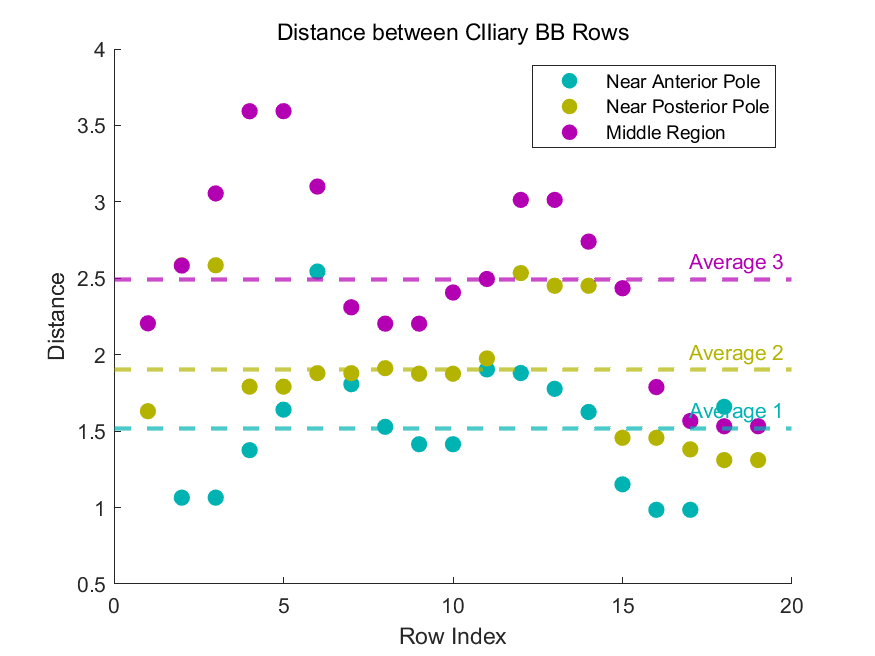 Distance between CIliary BB Rows
4
3.5
3
2.5
2
1.5
1
0.5
0
5
10
15
20
Distance
Row Index
Near Anterior Pole
Near Posterior Pole
Middle Region
Average 3
Average 2
Average 1